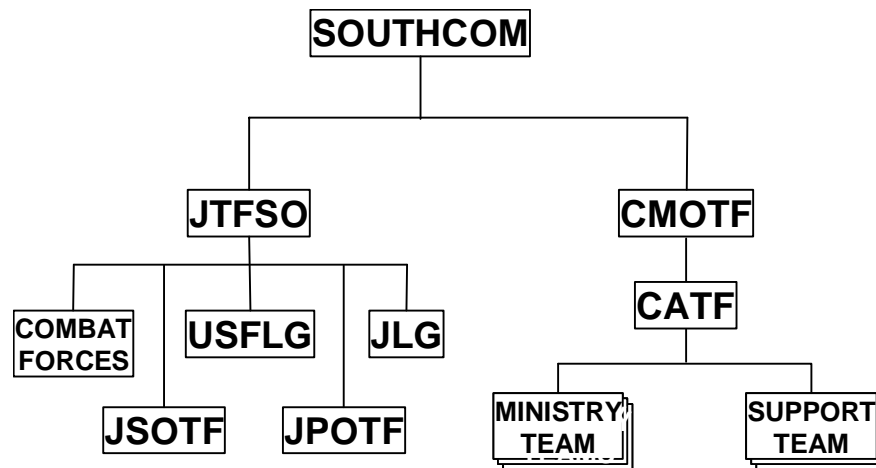 SOUTHCOM
JTFSO
CMOTF
COMBAT
FORCES
USFLG
JLG
CATF
JSOTF
JPOTF
MINISTRY
TEAM
SUPPORT
TEAM